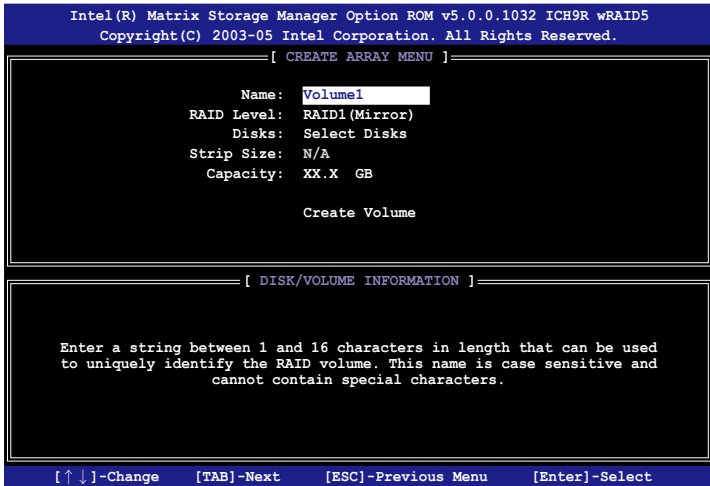 Intel(R) Matrix Storage Manager Option ROM v5.0.0.1032 ICH9R wRAID5
Copyright(C) 2003-05 Intel Corporation. All Rights Reserved.
[ CREATE ARRAY MENU ]
Name: Volume1
RAID Level: RAID1(Mirror)
Disks: Select Disks
Strip Size: N/A
Capacity: XX.X GB
Create Volume
[ DISK/VOLUME INFORMATION ]
Enter a string between 1 and 16 characters in length that can be used
to uniquely identify the RAID volume. This name is case sensitive and
cannot contain special characters.
[↑↓]-Change [TAB]-Next [ESC]-Previous Menu [Enter]-Select